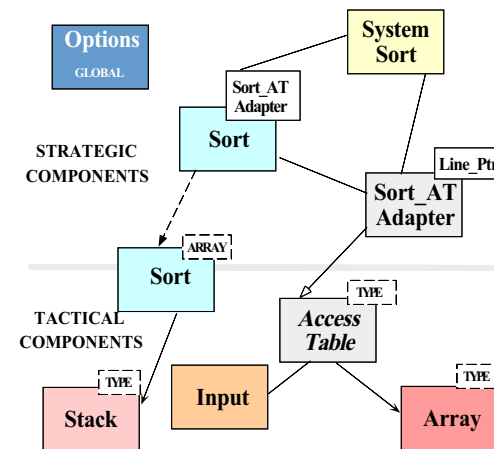 Options
GLOBAL
System
Sort
Sort_AT
Adapter
Sort
STRATEGIC
COMPONENTS
Line_Ptr
Sort_AT
Adapter
ARRAY
Sort
TACTICAL
COMPONENTS
TYPE
Access
Table
TYPE
Stack
Input
TYPE
Array